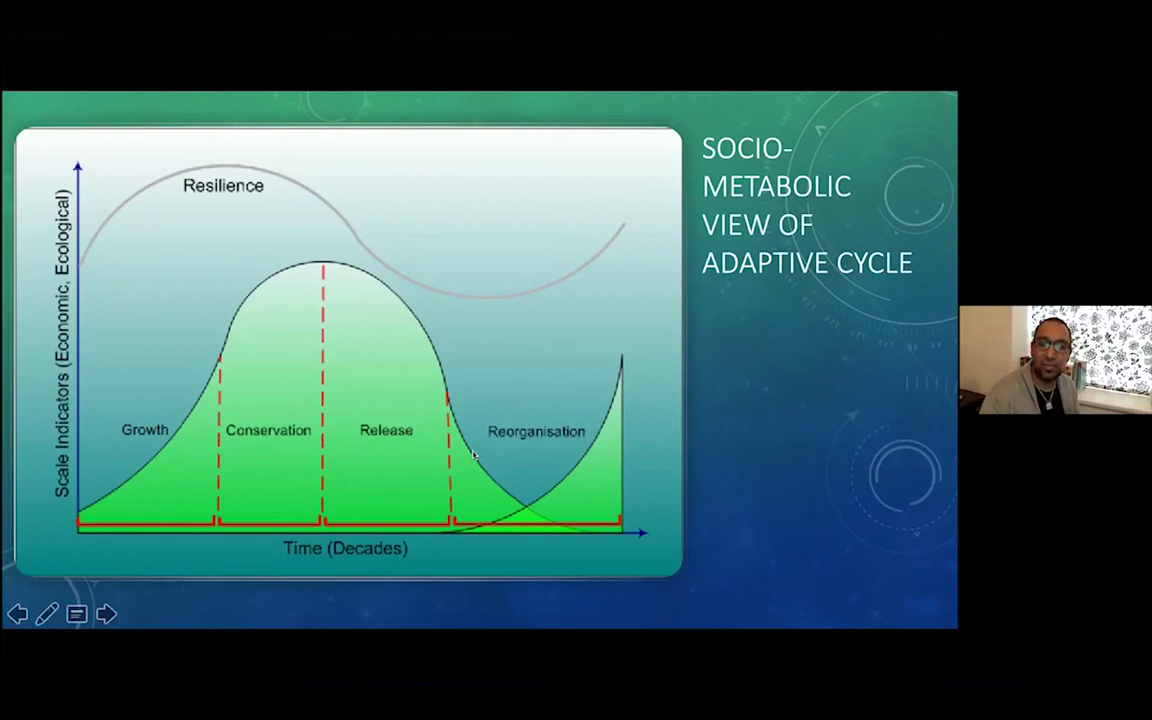 SOCIO-
METABOLIC
VIEW OF
ADAPTIVE CYCLE
Resilience
Scale Indicators (Economic, Ecological)
Growth
Conservation
Release
Reorganisation
Time (Decades)